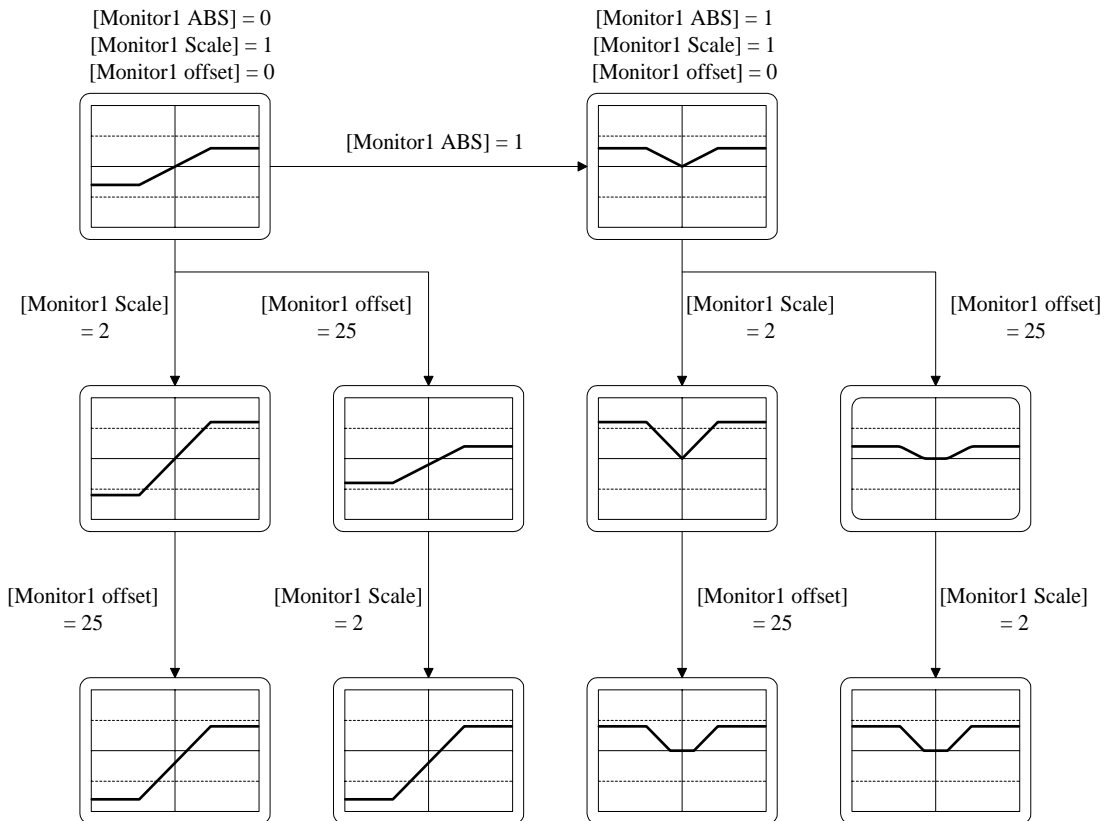 [Monitor1 ABS] = 0
[Monitor1 Scale] = 1
[Monitor1 offset] = 0
[Monitor1 ABS] = 1
[Monitor1 Scale] = 1
[Monitor1 offset] = 0
[Monitor1 ABS] = 1
[Monitor1 Scale]
= 2
[Monitor1 offset]
= 25
[Monitor1 Scale]
= 2
[Monitor1 offset]
= 25
[Monitor1 offset]
= 25
[Monitor1 Scale]
= 2
[Monitor1 offset]
= 25
[Monitor1 Scale]
= 2